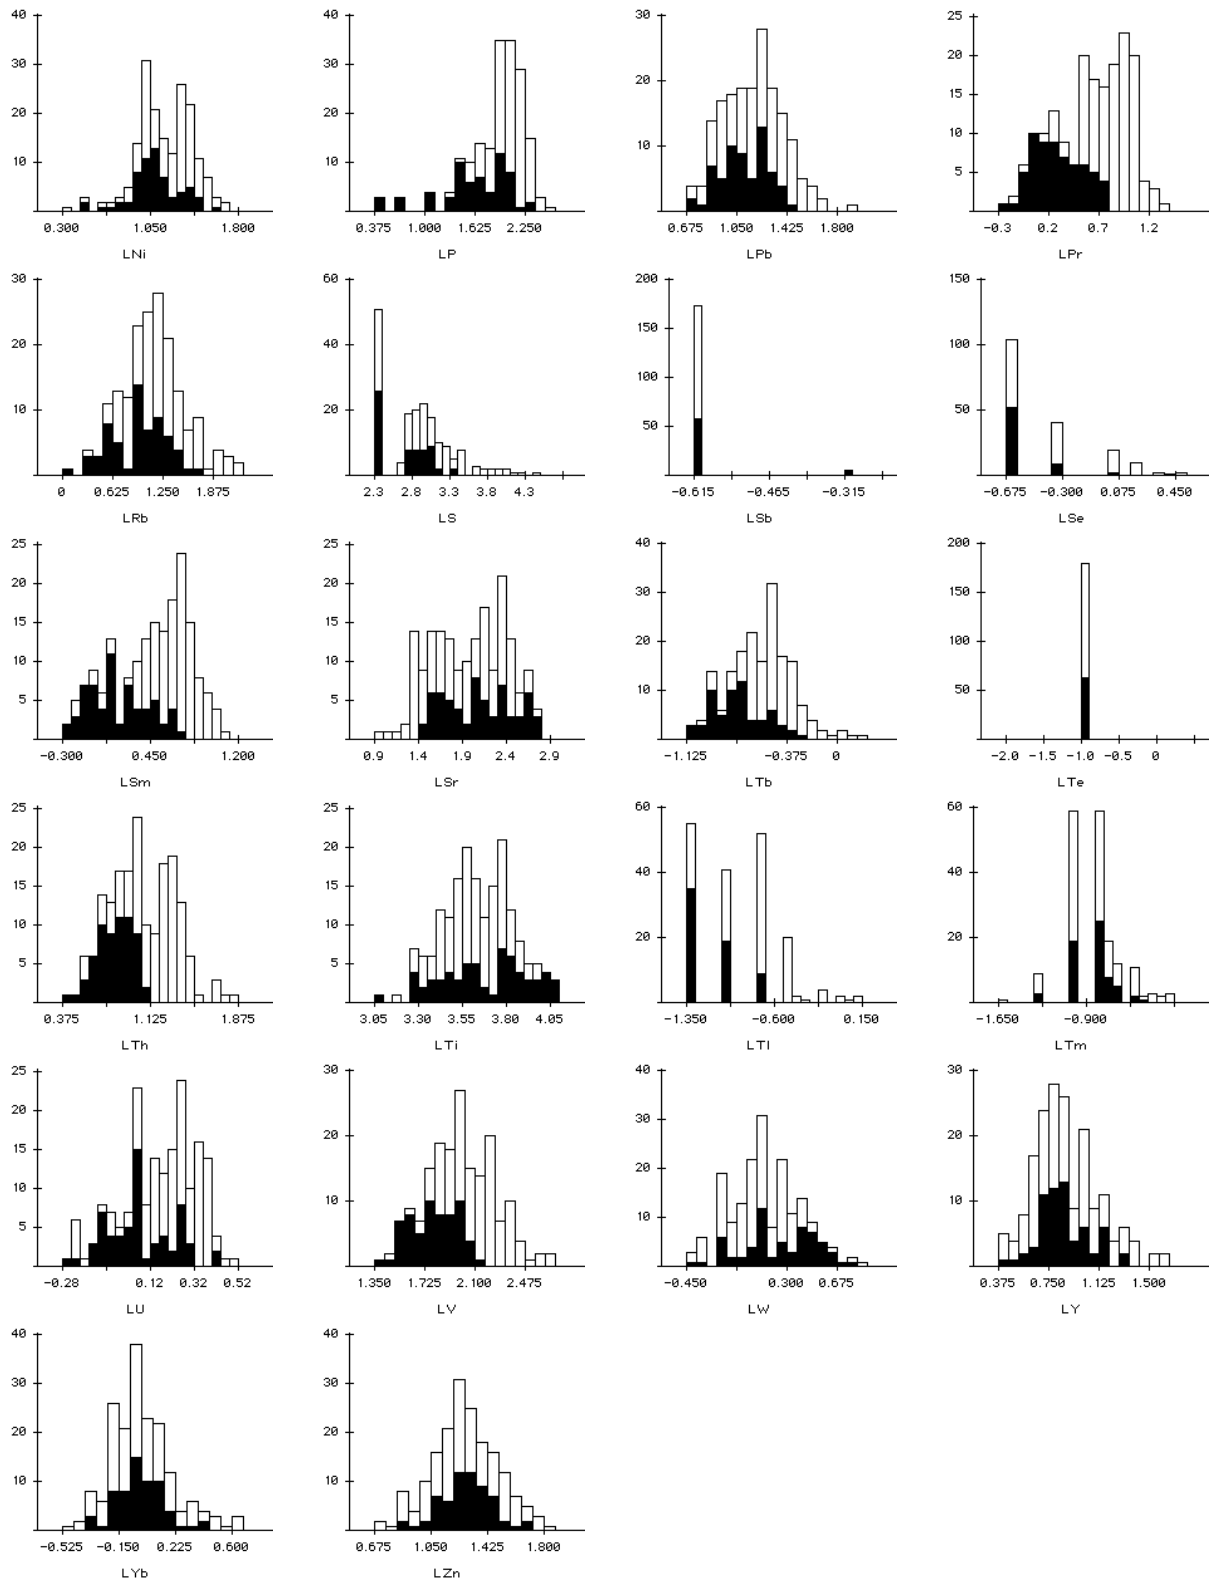 40 40 30 25
30 30 20 20
20 20 10 15
10 10 10
5
0.300 1.050 1.800 0.375 1.000 1.625 2.250 0.675 1.050 1.425 1.800 -0.3 0.2 0.7 1.2
LNi LP LPb LPr
30 60 200 150
20 40 150 100
10 20 100 50
50
0 0.625 1.250 1.875 2.3 2.8 3.3 3.8 4.3 -0.615 -0.465 -0.315 -0.675 -0.300 0.075 0.450
LRb LS LSb LSe
25 25 40 200
20 20 30 150
15 15 20 100
10 10 10 50
5 5
-0.300 0.450 1.200 0.9 1.4 1.9 2.4 2.9 -1.125 -0.375 0 -2.0 -1.5 -1.0 -0.5 0
LSm LSr LTb LTe
25 25 60 60
20 20 40 40
15 15 20 20
10 10
5 5
0.375 1.125 1.875 3.05 3.30 3.55 3.80 4.05 -1.350 -0.600 0.150 -1.650 -0.900
LTh LTi LTl LTm
25 30 40 30
20 20 30 20
15 10 20 10
10 10
5
-0.28 0.12 0.32 0.52 1.350 1.725 2.100 2.475 -0.450 0.300 0.675 0.375 0.750 1.125 1.500
LU LV LW LY
40 40
30 30
20 20
10 10
-0.525 -0.150 0.225 0.600 0.675 1.050 1.425 1.800
LYb LZn